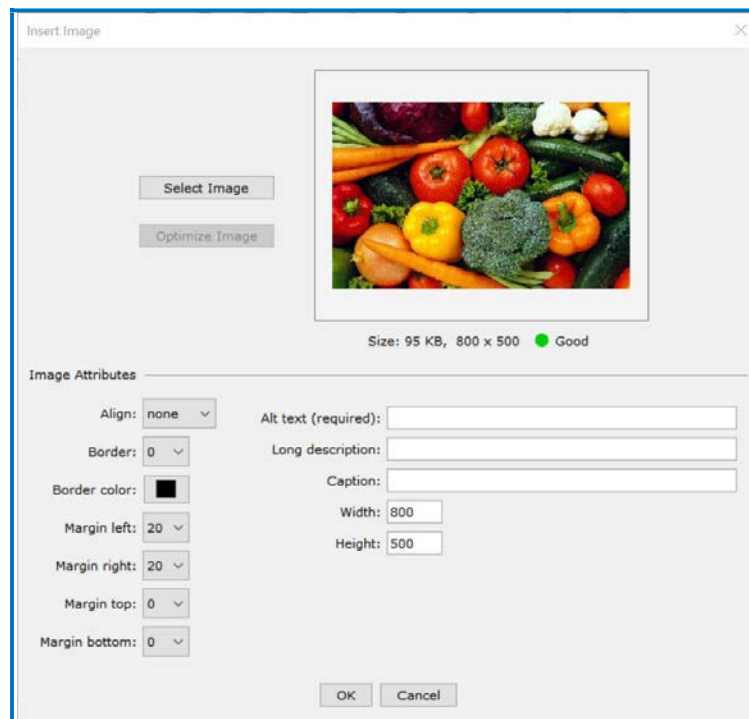 Insert Image
Select Image
Optimize Image
Size: 95 KB, 800 x 500 Good
Image Attributes
Align: none
Alt text (required):
Border: 0
Long description:
Border color:
Caption:
Margin left: 20
Width: 800
Margin right: 20
Height: 500
Margin top: 0
Margin bottom: 0
OK Cancel